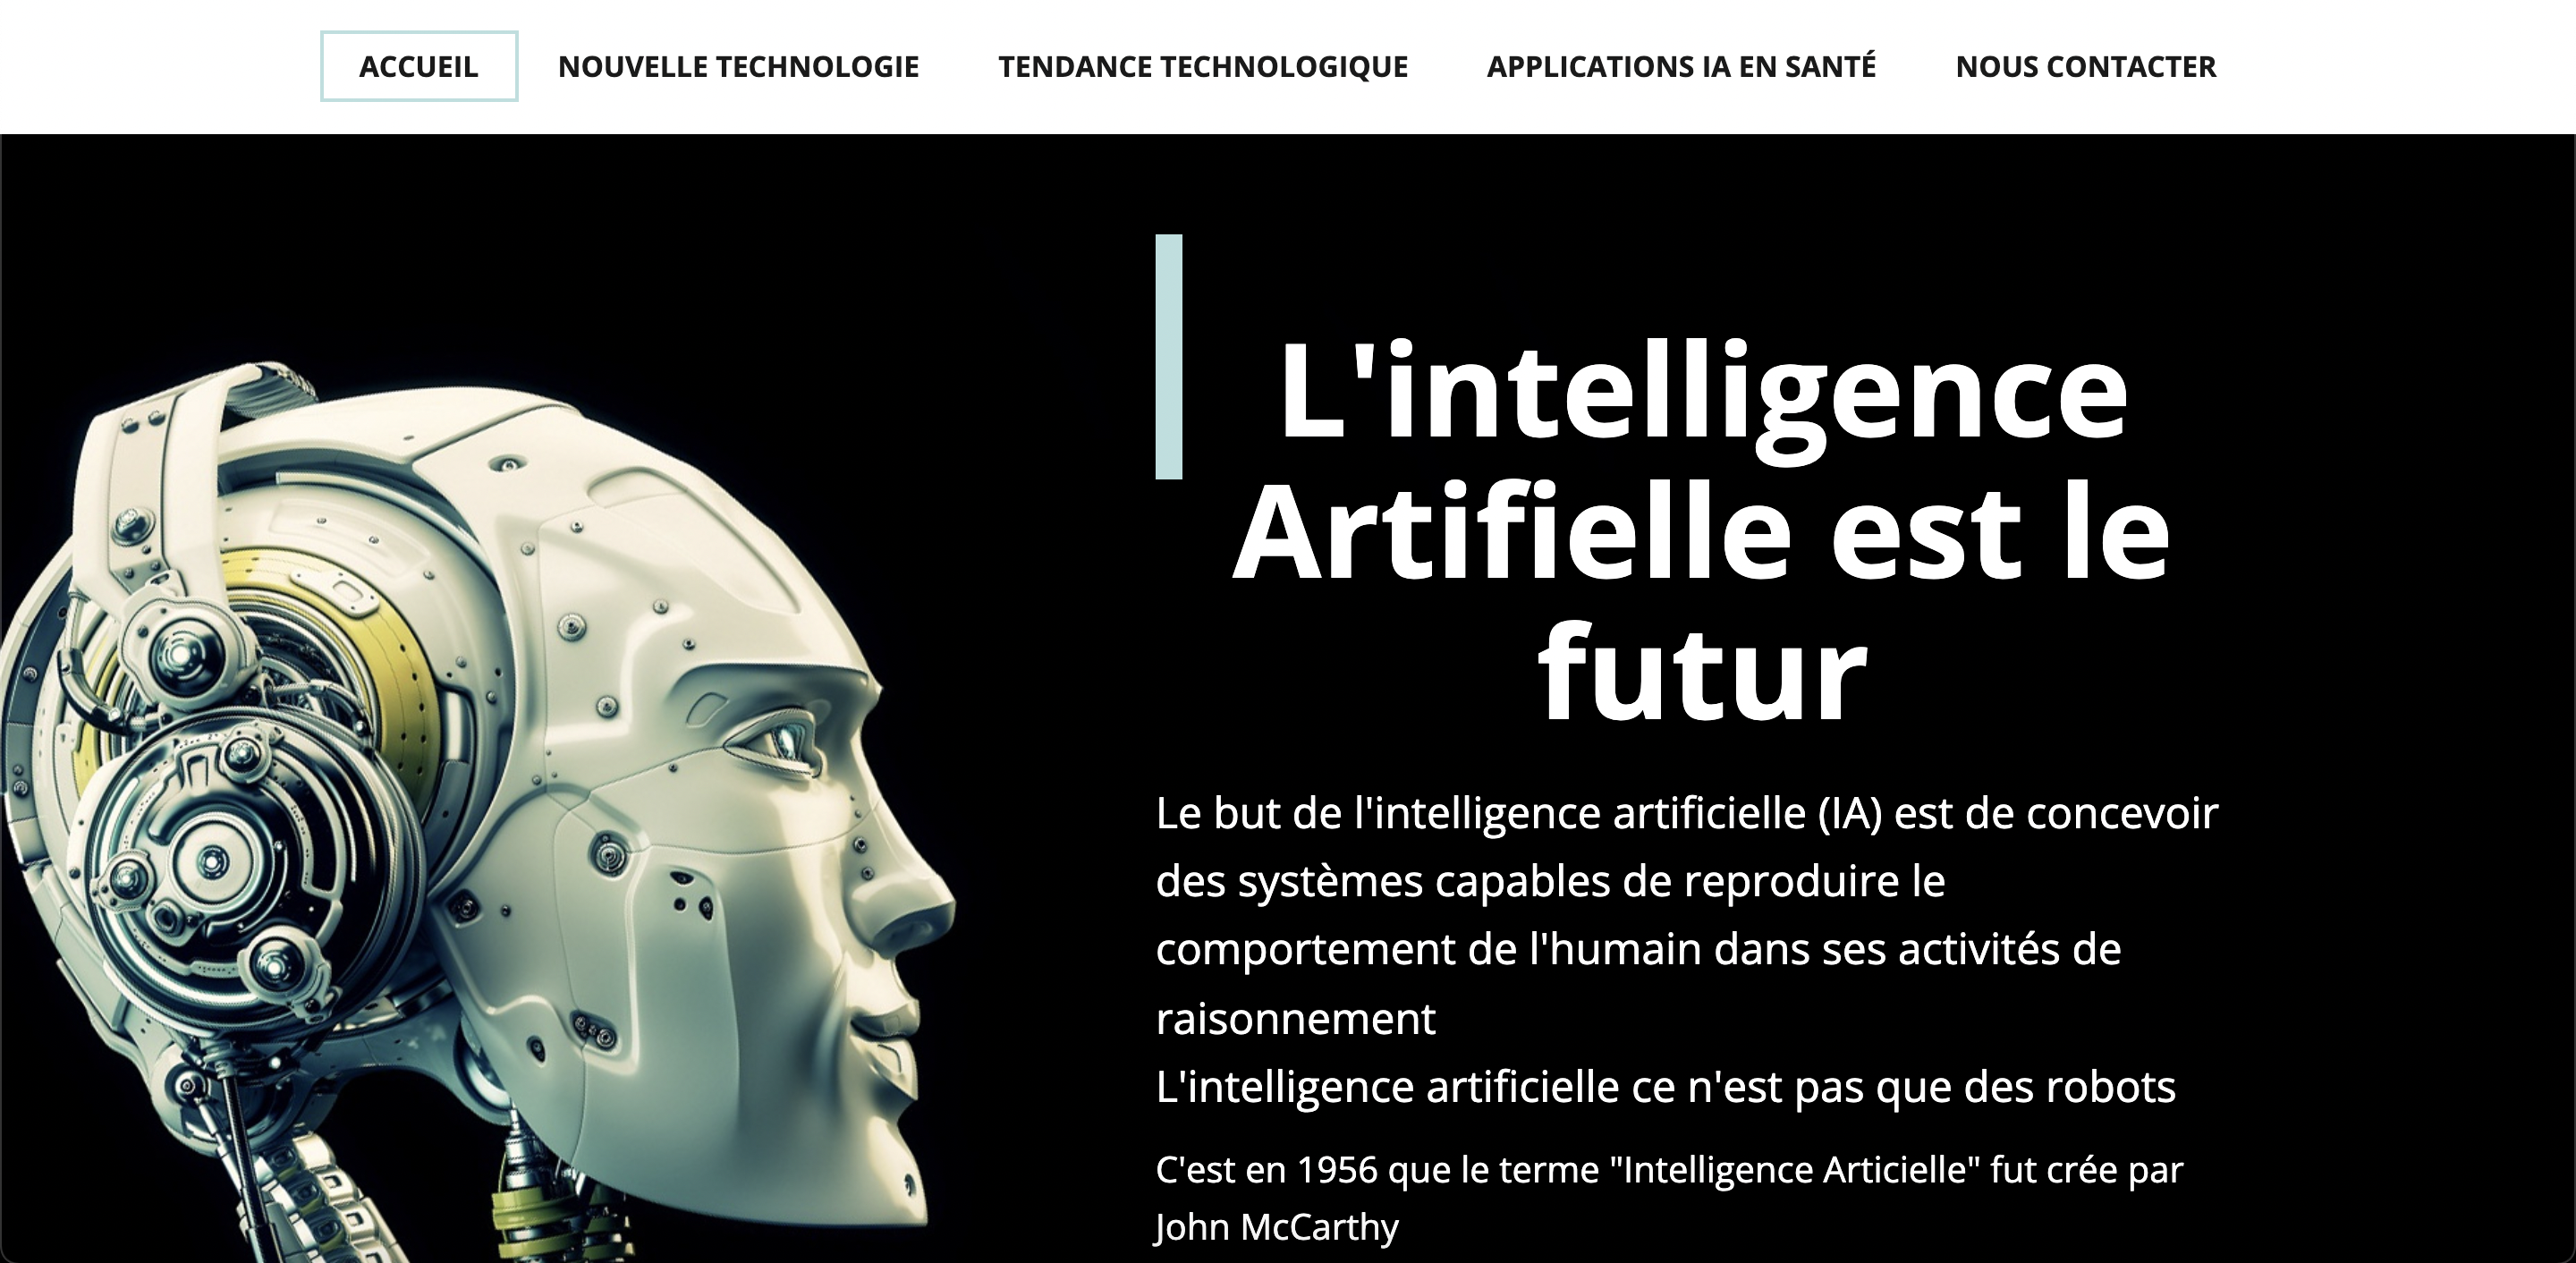 ACCUEIL NOUVELLE TECHNOLOGIE TENDANCE TECHNOLOGIQUE APPLICATIONS IA EN SANTÉ NOUS CONTACTER
L'intelligence
Artifielle est le
futur
Le but de l'intelligence artificielle (IA) est de concevoir
des systèmes capables de reproduire le
comportement de l'humain dans ses activités de
raisonnement
L'intelligence artificielle ce n'est pas que des robots
C'est en 1956 que le terme "Intelligence Articielle" fut crée par
John McCarthy